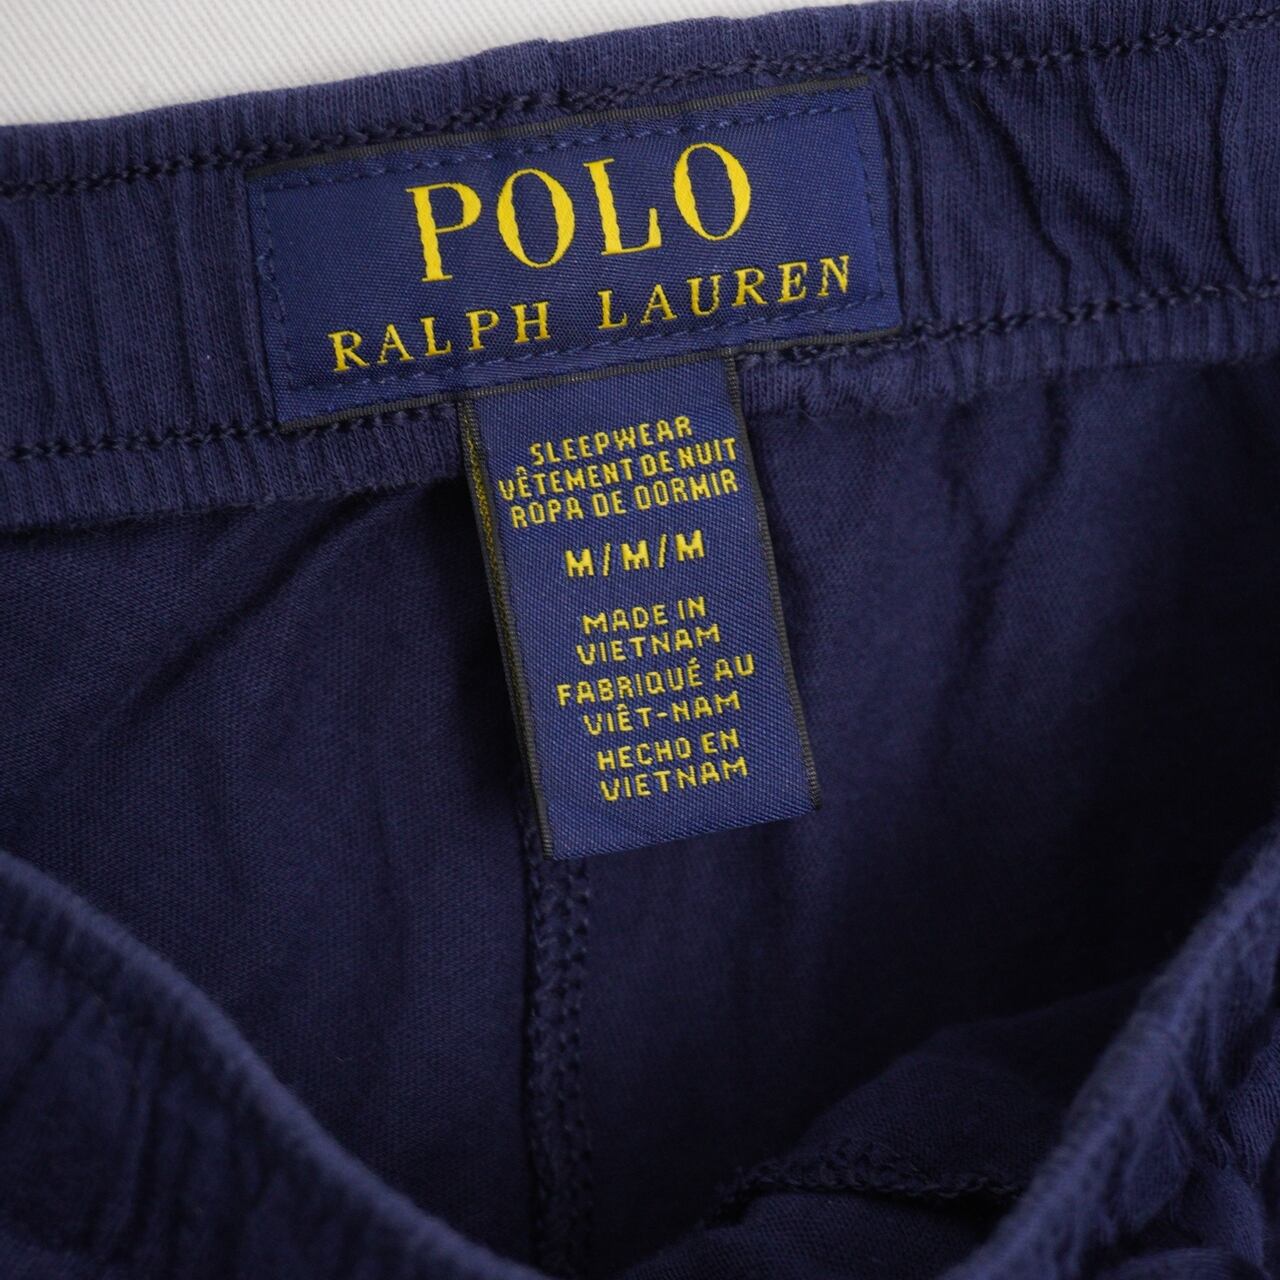 POLO
RALPH LAUREN
SLEEPWEAR
VÊTEMENT DE NUIT
ROPA DE DORMIR
M/M/M
MADE IN
VIETNAM
FABRIQUÉ AU
VIÊT-NAM
HECHO EN
VIETNAM